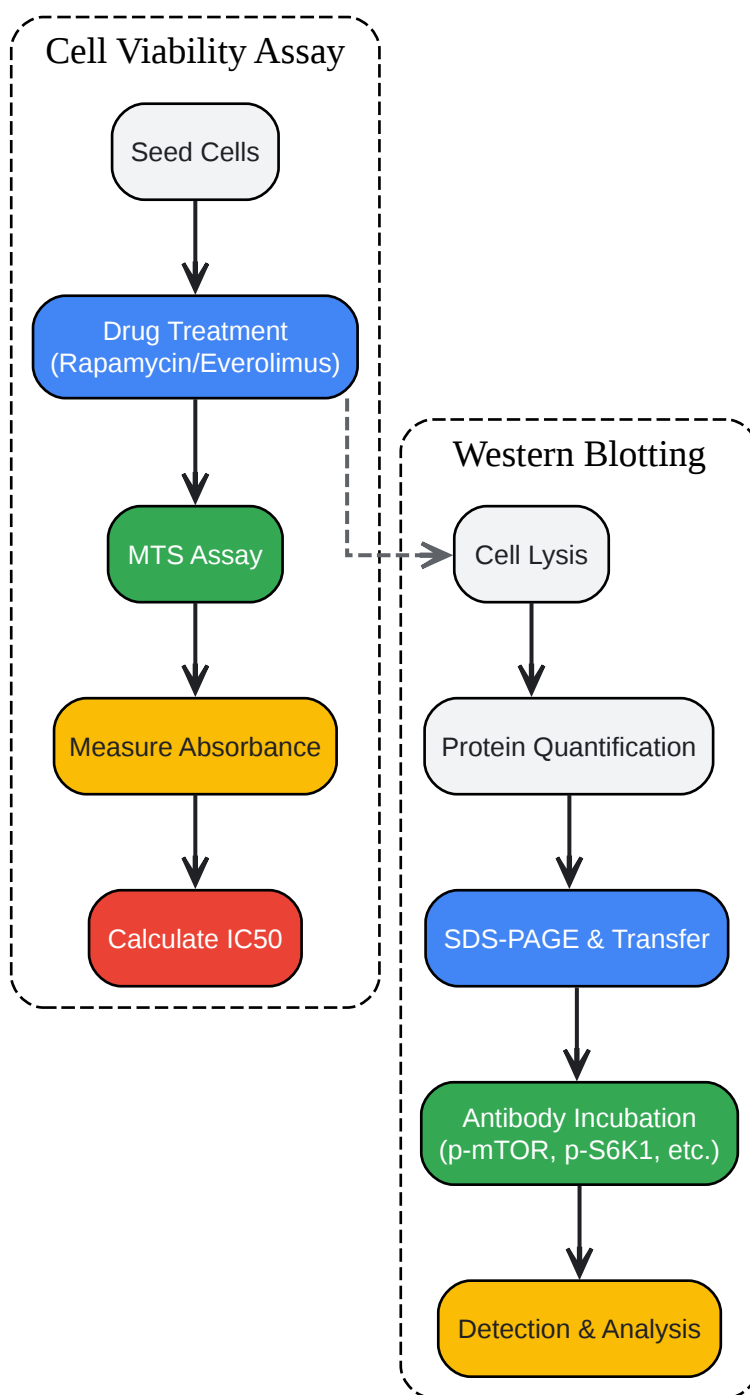 Cell Viability Assay
Seed Cells
Drug Treatment
(Rapamycin/Everolimus)
MTS Assay
Measure Absorbance
Calculate IC50
Western Blotting
Cell Lysis
Protein Quantification
SDS-PAGE & Transfer
Antibody Incubation
(p-mTOR, p-S6K1, etc.)
Detection & Analysis